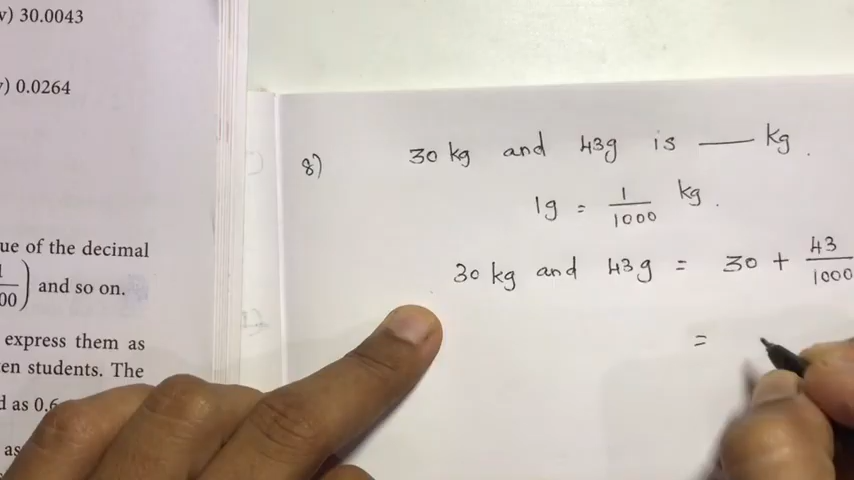 v) 30.0043
) 0.0264
ue of the decimal
and so on.
express them as
en students. The
d as 0.6
as
8) 30 kg and 43g is — kg.
1g = 1/1000 kg.
30 kg and 43g = 30 + 43/1000
=